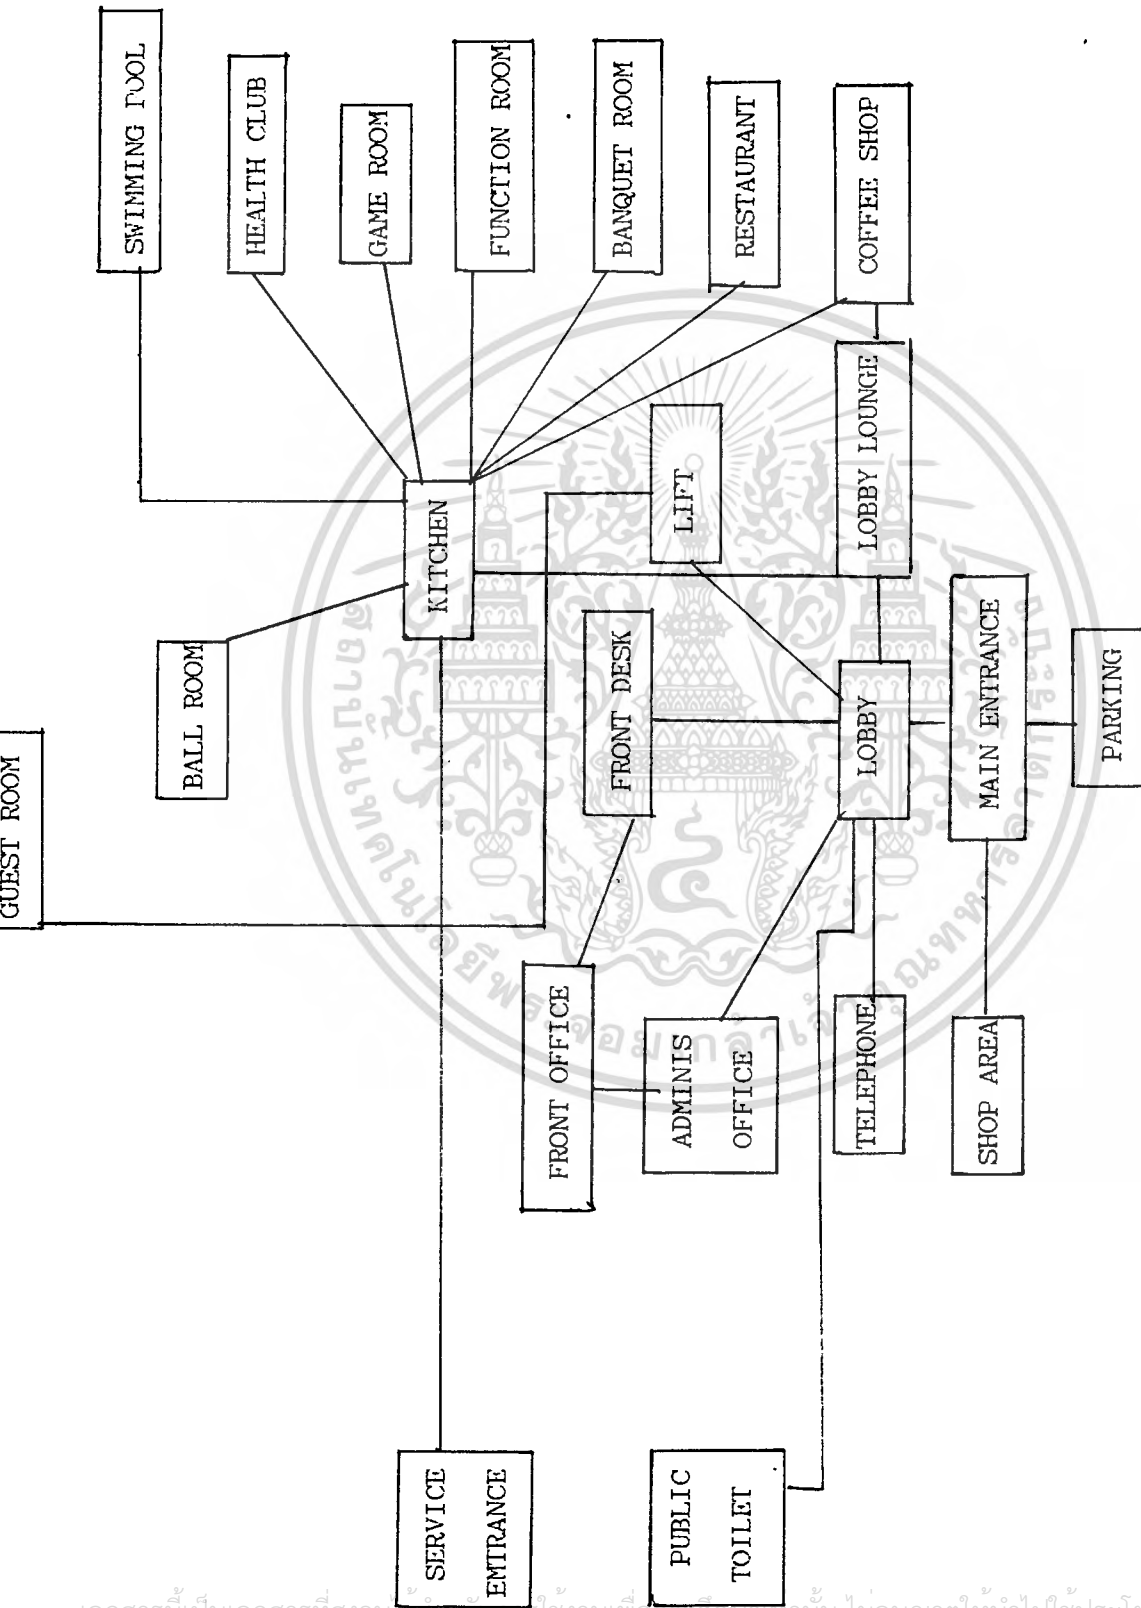 GUEST ROOM
SWIMMING POOL
HEALTH CLUB
GAME ROOM
FUNCTION ROOM
BANQUET ROOM
RESTAURANT
COFFEE SHOP
BALL ROOM
KITCHEN
LIFT
LOBBY LOUNGE
FRONT DESK
LOBBY
MAIN ENTRANCE
PARKING
FRONT OFFICE
ADMINIS
OFFICE
TELEPHONE
SHOP AREA
SERVICE
EMTRANCE
PUBLIC
TOILET